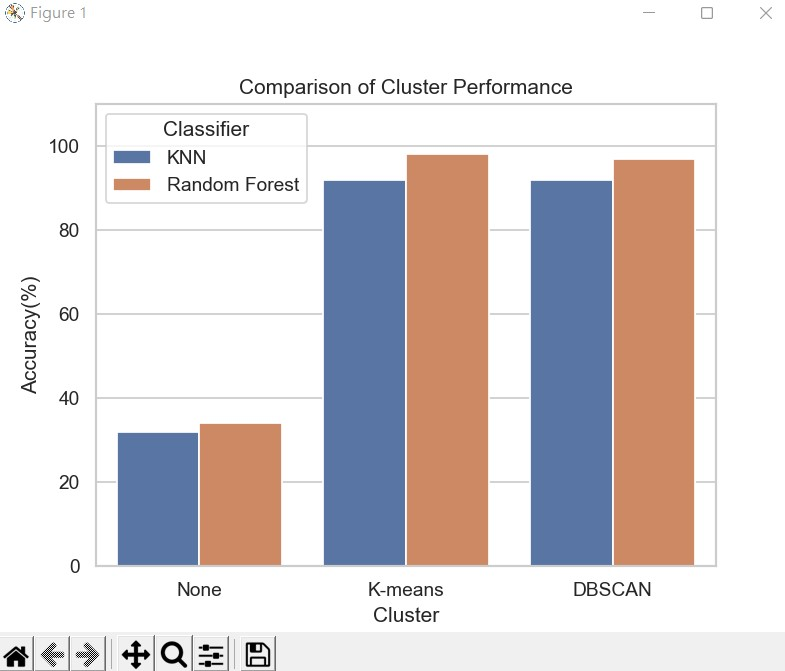 Figure 1
Comparison of Cluster Performance
Classifier
KNN
Random Forest
100
80
60
40
20
0
Accuracy(%)
None K-means DBSCAN
Cluster